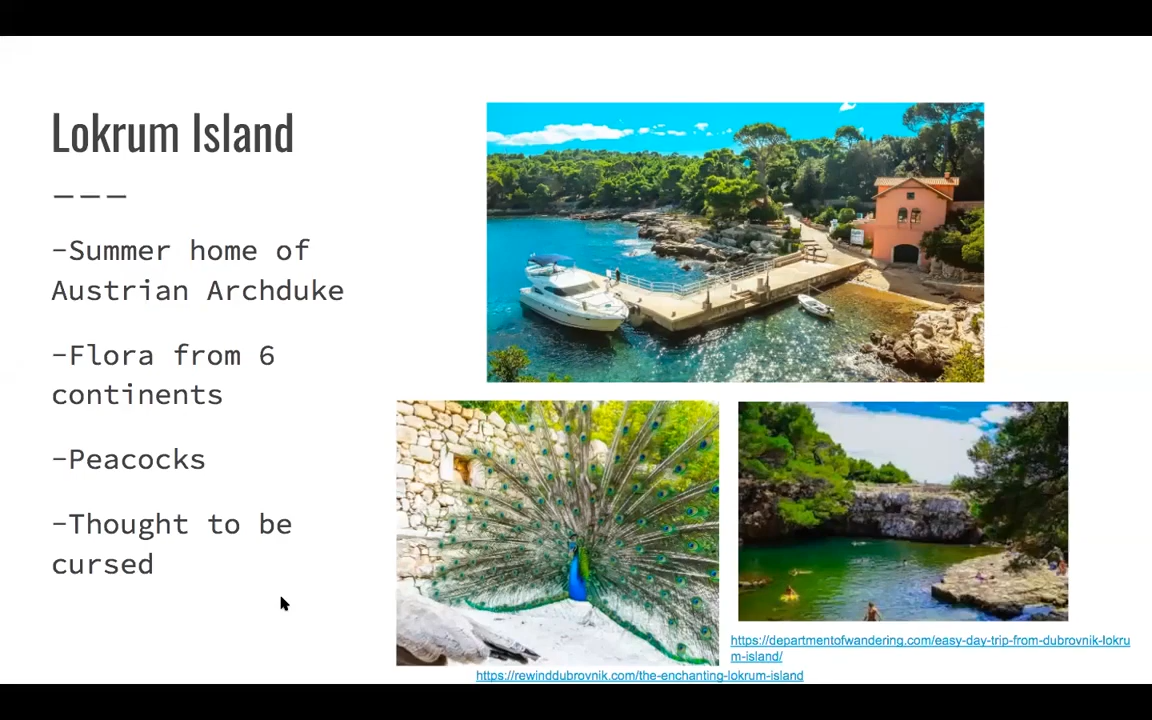 Lokrum Island
–––
-Summer home of
Austrian Archduke
-Flora from 6
continents
-Peacocks
-Thought to be
cursed
https://departmentofwandering.com/easy-day-trip-from-dubrovnik-lokru
m-island/
https://rewinddubrovnik.com/the-enchanting-lokrum-island